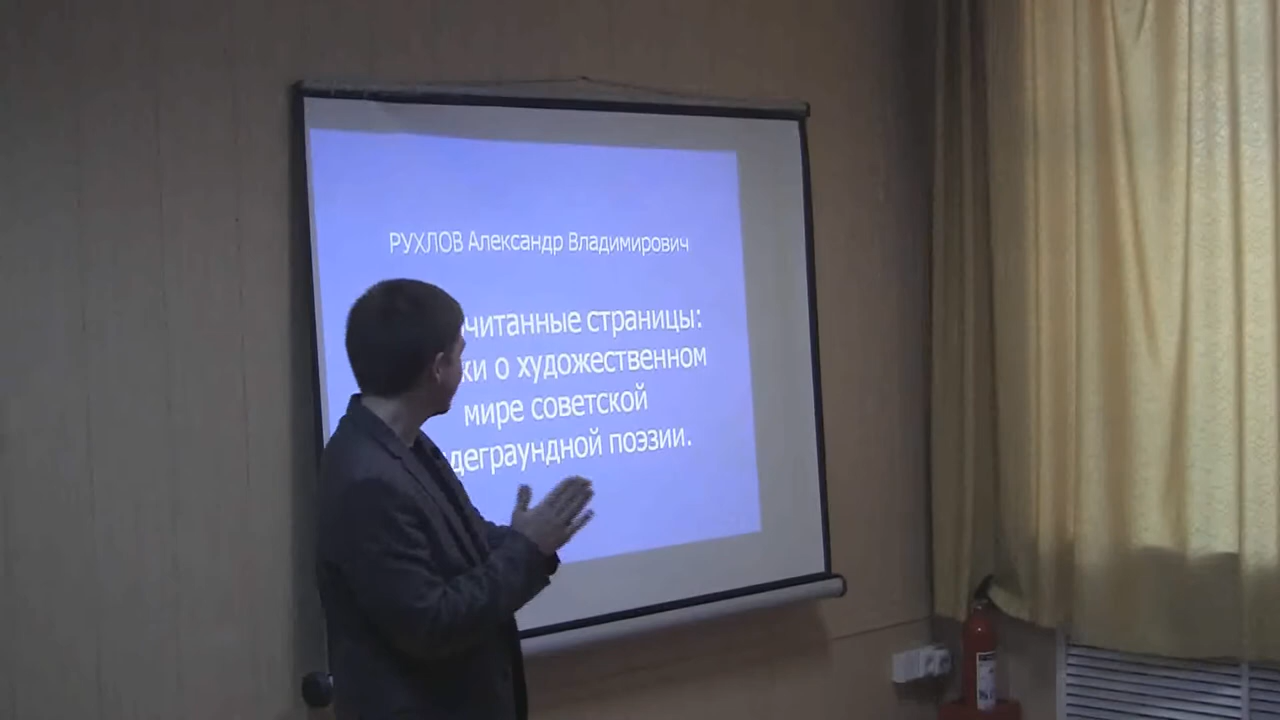 РУХЛОВ Александр Владимирович
страницы:
о художественном
мире советской
поэзии.